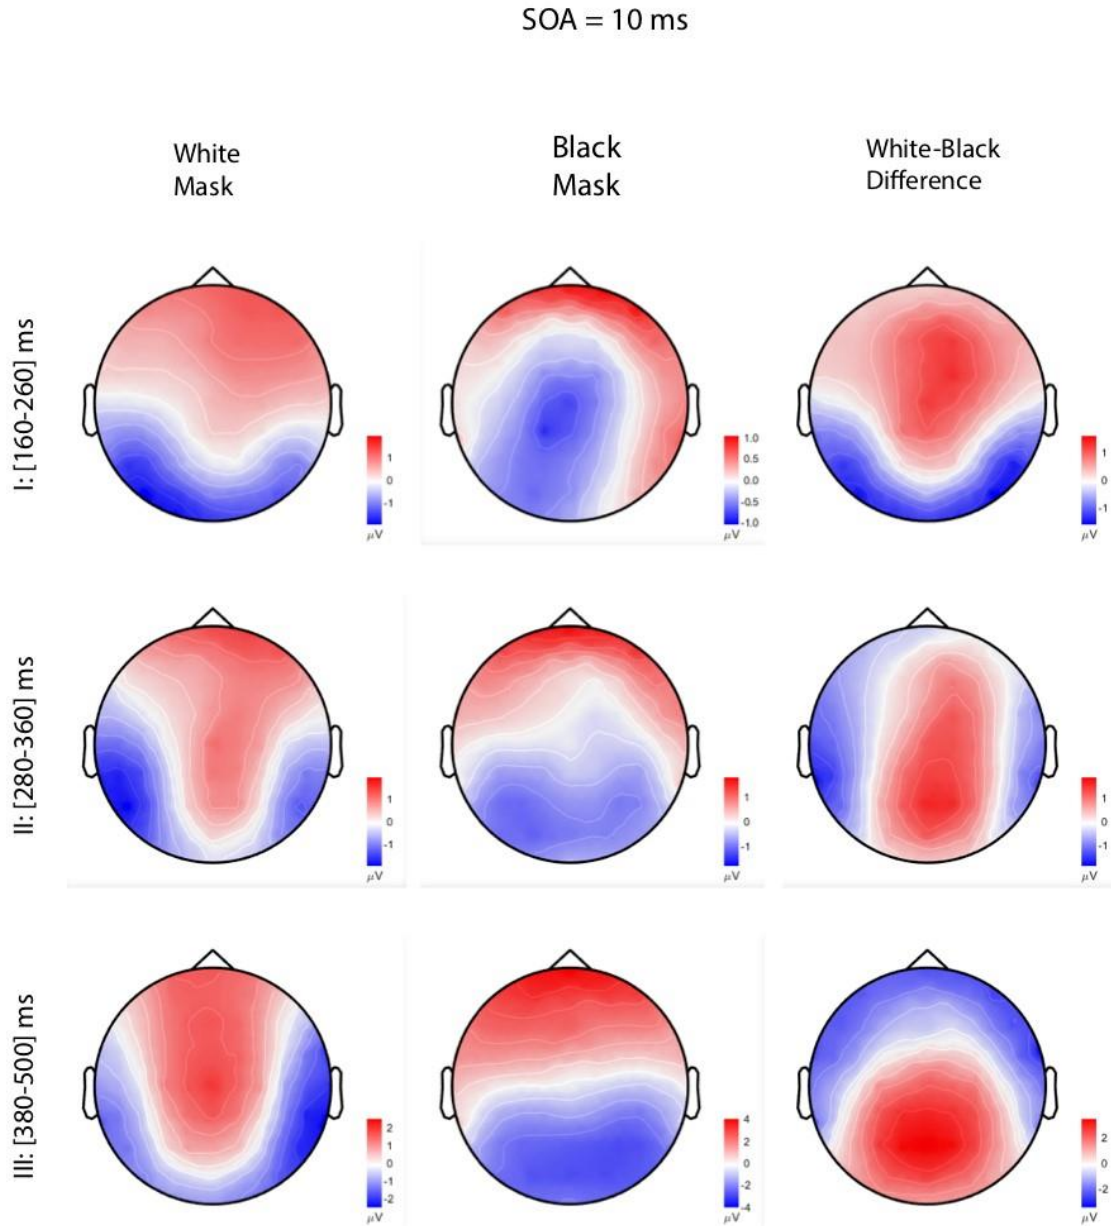 SOA = 10 ms
White
Mask
Black
Mask
White-Black
Difference
I: [160-260] ms
1
0
-1
μV
1.0
0.5
0.0
-0.5
-1.0
μV
1
0
-1
μV
II: [280-360] ms
1
0
-1
μV
1
0
-1
μV
1
0
-1
μV
III: [380-500] ms
2
1
0
-1
-2
μV
4
2
0
-2
-4
μV
2
0
-2
μV